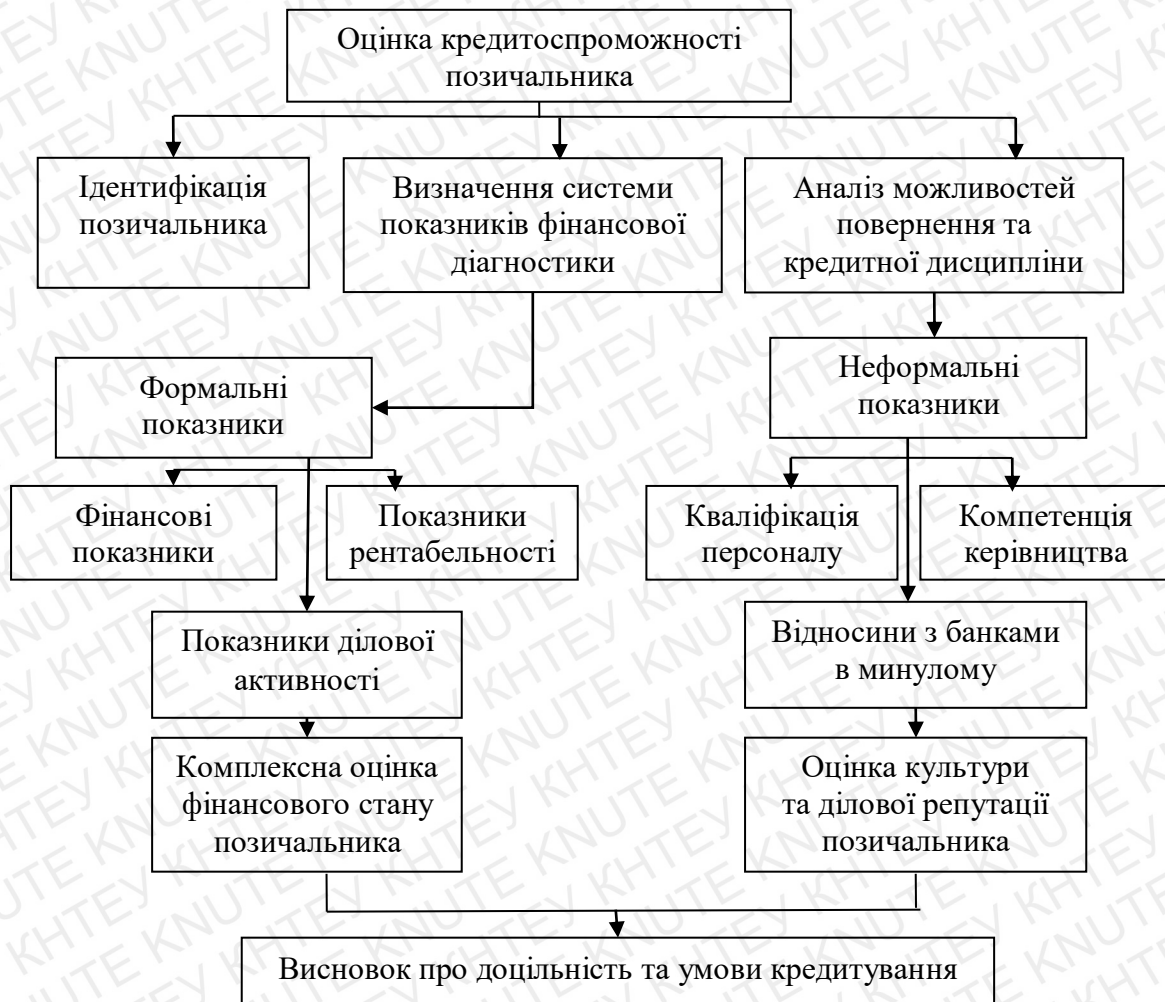 Оцінка кредитоспроможності
позичальника
Ідентифікація
позичальника
Визначення системи
показників фінансової
діагностики
Аналіз можливостей
повернення та
кредитної дисципліни
Формальні
показники
Неформальні
показники
Фінансові
показники
Показники
рентабельності
Кваліфікація
персоналу
Компетенція
керівництва
Показники ділової
активності
Відносини з банками
в минулому
Комплексна оцінка
фінансового стану
позичальника
Оцінка культури
та ділової репутації
позичальника
Висновок про доцільність та умови кредитування